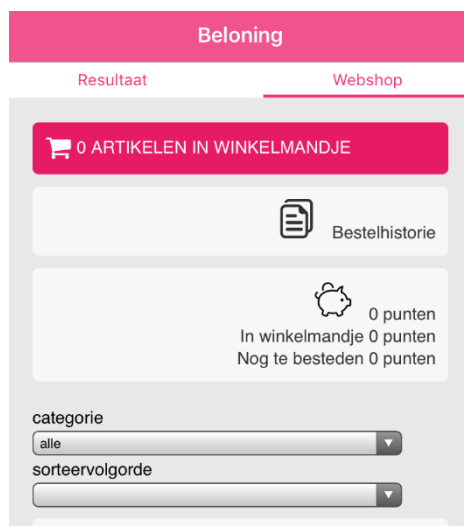 Beloning
Resultaat
Webshop
0 ARTIKELEN IN WINKELMANDJE
Bestelhistorie
0 punten
In winkelmandje 0 punten
Nog te besteden 0 punten
categorie
alle
sorteervolgorde